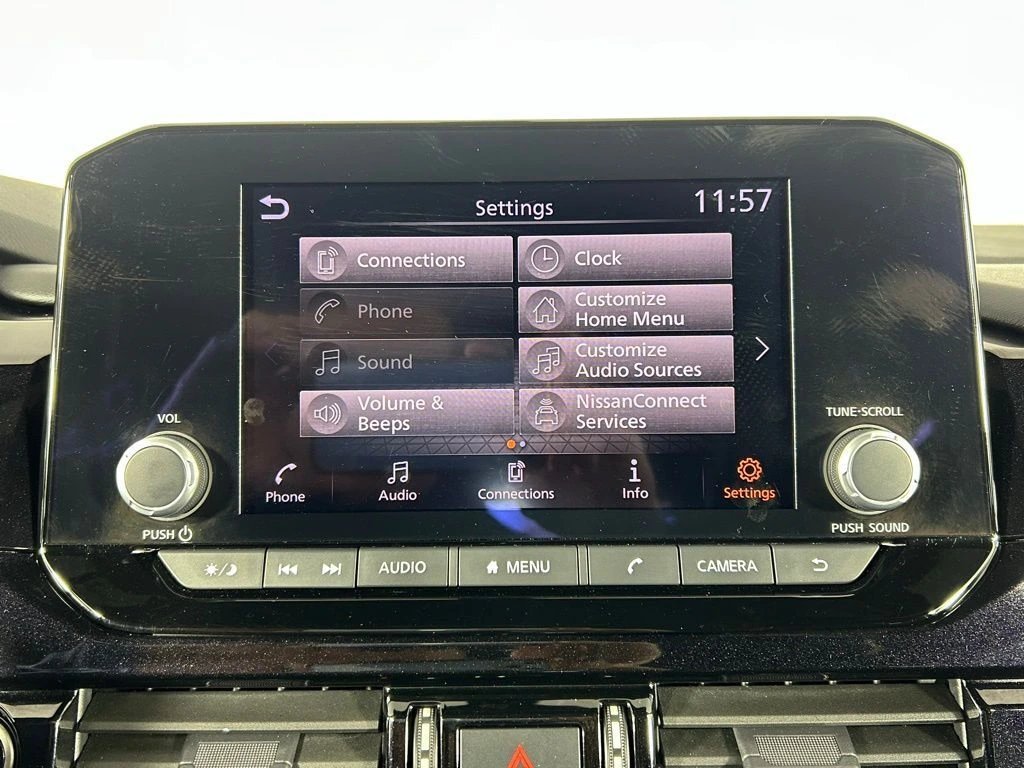 Settings
11:57
Connections
Clock
Phone
Customize
Home Menu
Sound
Customize
Audio Sources
Volume &
Beeps
NissanConnect
Services
Phone
Audio
Connections
Info
Settings
VOL
PUSH
TUNE·SCROLL
PUSH SOUND
AUDIO
MENU
CAMERA